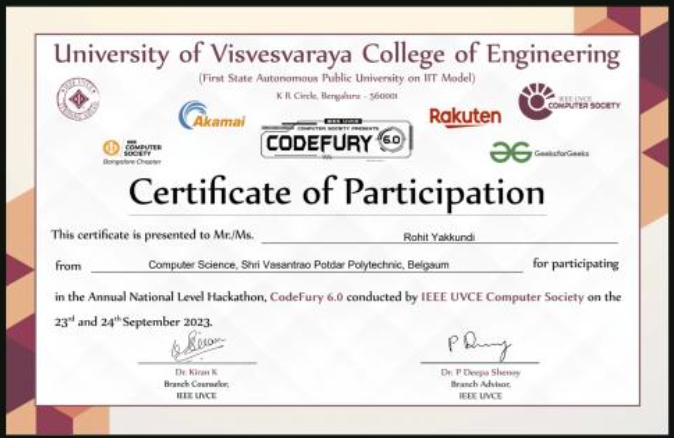 University of Visvesvaraya College of Engineering
(First State Autonomous Public University on IIT Model)
K R Circle, Bengaluru - 560001
Akamai
IEEE UVCE
COMPUTER SOCIETY PRESENTS
CODEFURY 6.0
Rakuten
IEEE UVCE
COMPUTER SOCIETY
IEEE
COMPUTER
SOCIETY
Bangalore Chapter
GeeksforGeeks
Certificate of Participation
This certificate is presented to Mr./Ms. Rohit Yakkundi
from Computer Science, Shri Vasantrao Potdar Polytechnic, Belgaum for participating
in the Annual National Level Hackathon, CodeFury 6.0 conducted by IEEE UVCE Computer Society on the
23rd and 24th September 2023.
Dr. Kiran K
Branch Counselor,
IEEE UVCE
Dr. P Deepa Shenoy
Branch Advisor,
IEEE UVCE